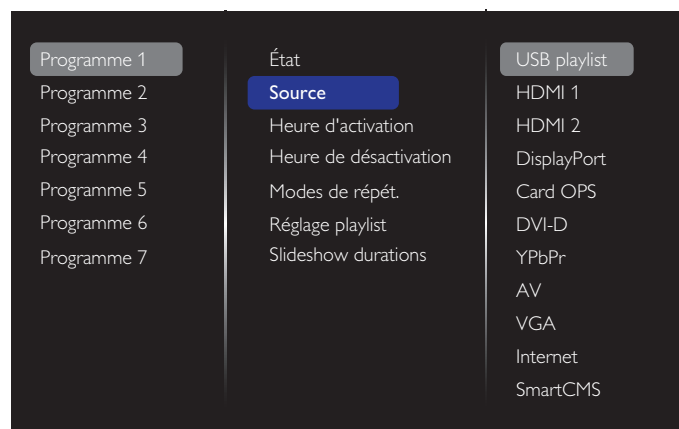 Programme 1
Programme 2
Programme 3
Programme 4
Programme 5
Programme 6
Programme 7
État
Source
Heure d'activation
Heure de désactivation
Modes de répét.
Réglage playlist
Slideshow durations
USB playlist
HDMI 1
HDMI 2
DisplayPort
Card OPS
DVI-D
YPbPr
AV
VGA
Internet
SmartCMS